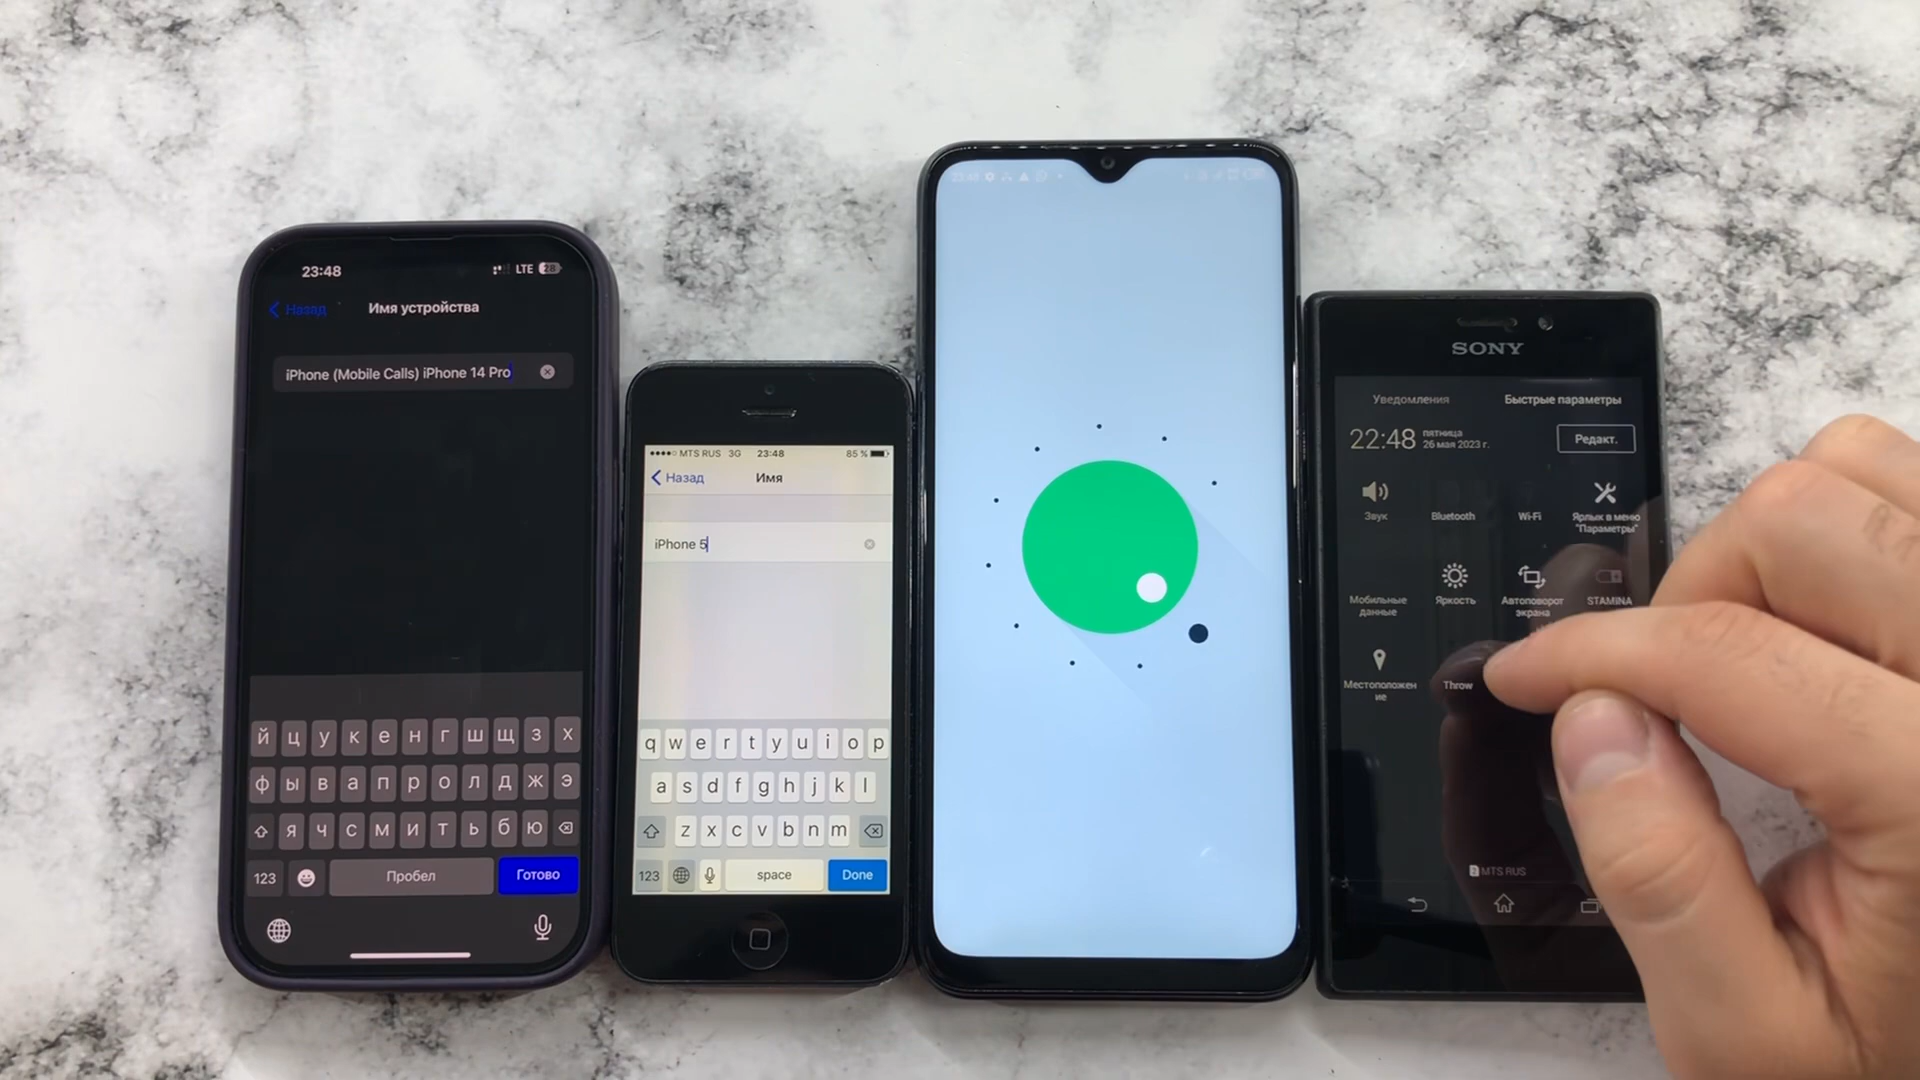 23:48
LTE 28
Назад
Имя устройства
iPhone (Mobile Calls) iPhone 14 Pro
й ц у к е н г ш щ з х
ф ы в а п р о л д ж э
я ч с м и т ь б ю
123
Пробел
Готово
MTS RUS 3G 23:48 85 %
Назад
Имя
iPhone 5
q w e r t y u i o p
a s d f g h j k l
z x c v b n m
123
space
Done
23:48
SONY
Уведомления
Быстрые параметры
22:48
пятница
26 мая 2023 г.
Редакт.
Звук
Bluetooth
Wi-Fi
Ярлык в меню
"Параметры"
Мобильные
данные
Яркость
Автоповорот
экрана
STAMINA
Местоположен
ие
Throw
MTS RUS